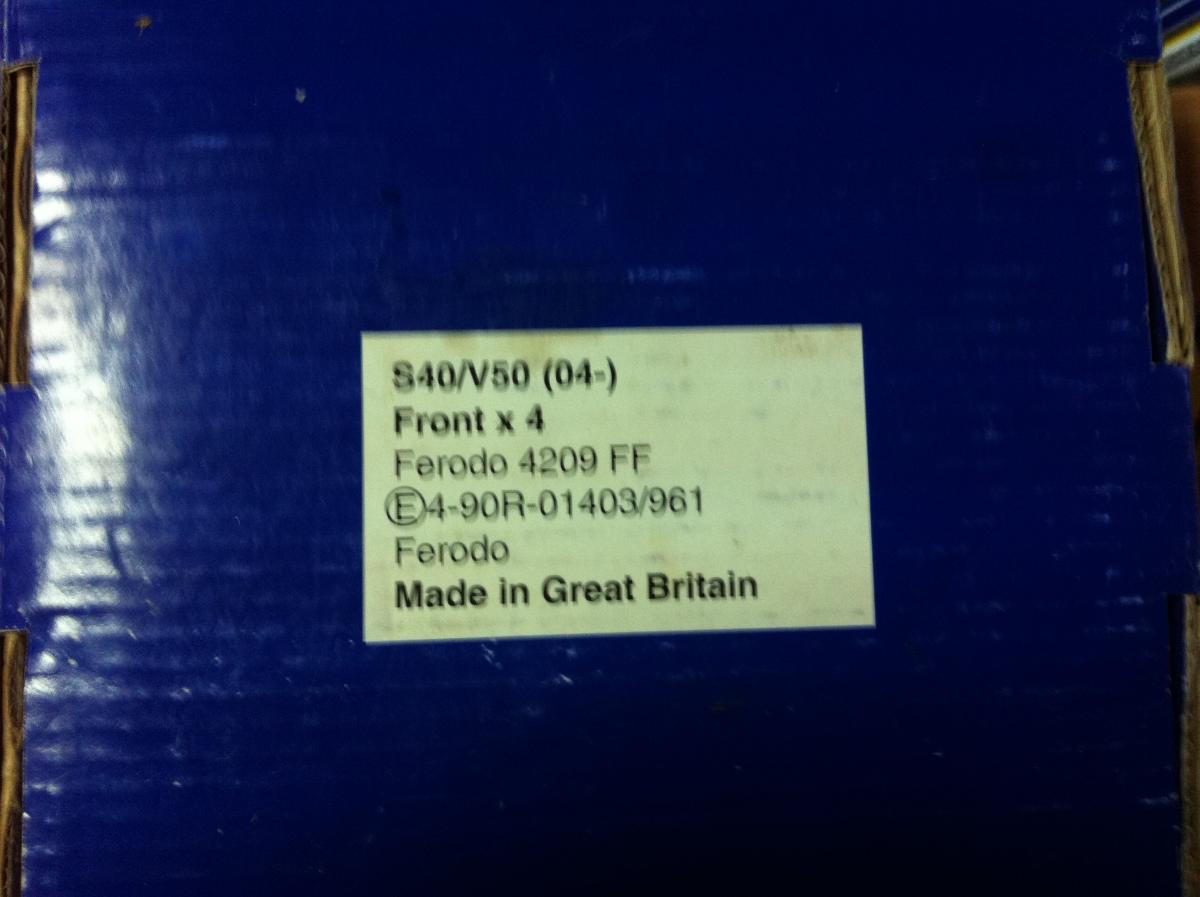 S40/V50 (04-)
Front x 4
Ferodo 4209 FF
Ⓔ4-90R-01403/961
Ferodo
Made in Great Britain